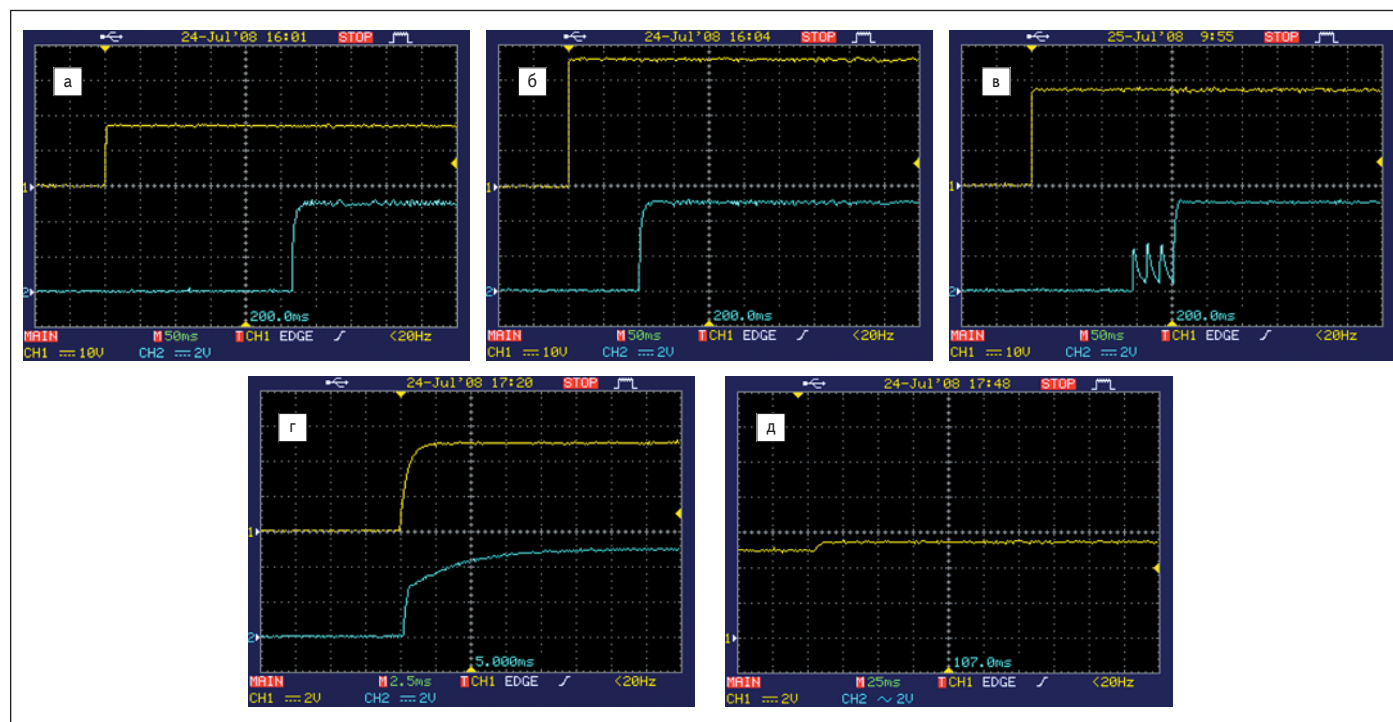 24-Jul'08 16:01 STOP
а
1
2
200.0ms
MAIN M 50ms T CH1 EDGE <20Hz
CH1 10V CH2 2V
24-Jul'08 16:04 STOP
б
1
2
200.0ms
MAIN M 50ms T CH1 EDGE <20Hz
CH1 10V CH2 2V
25-Jul'08 9:55 STOP
в
1
2
200.0ms
MAIN M 50ms T CH1 EDGE <20Hz
CH1 10V CH2 2V
24-Jul'08 17:20 STOP
г
1
2
5.000ms
MAIN M 2.5ms T CH1 EDGE <20Hz
CH1 2V CH2 2V
24-Jul'08 17:48 STOP
д
1
107.0ms
MAIN M 25ms T CH1 EDGE <20Hz
CH1 2V CH2 ~ 2V